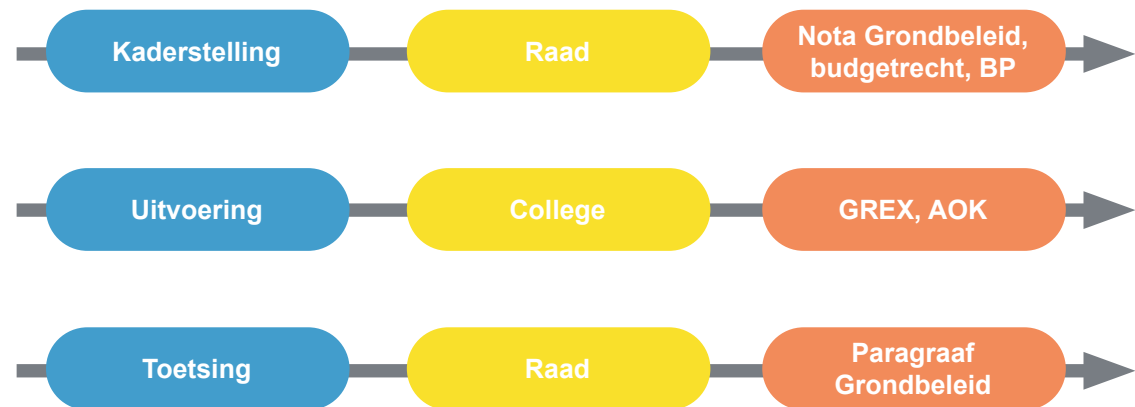 Kaderstelling
Raad
Nota Grondbeleid,
budgetrecht, BP
Uitvoering
College
GREX, AOK
Toetsing
Raad
Paragraaf
Grondbeleid